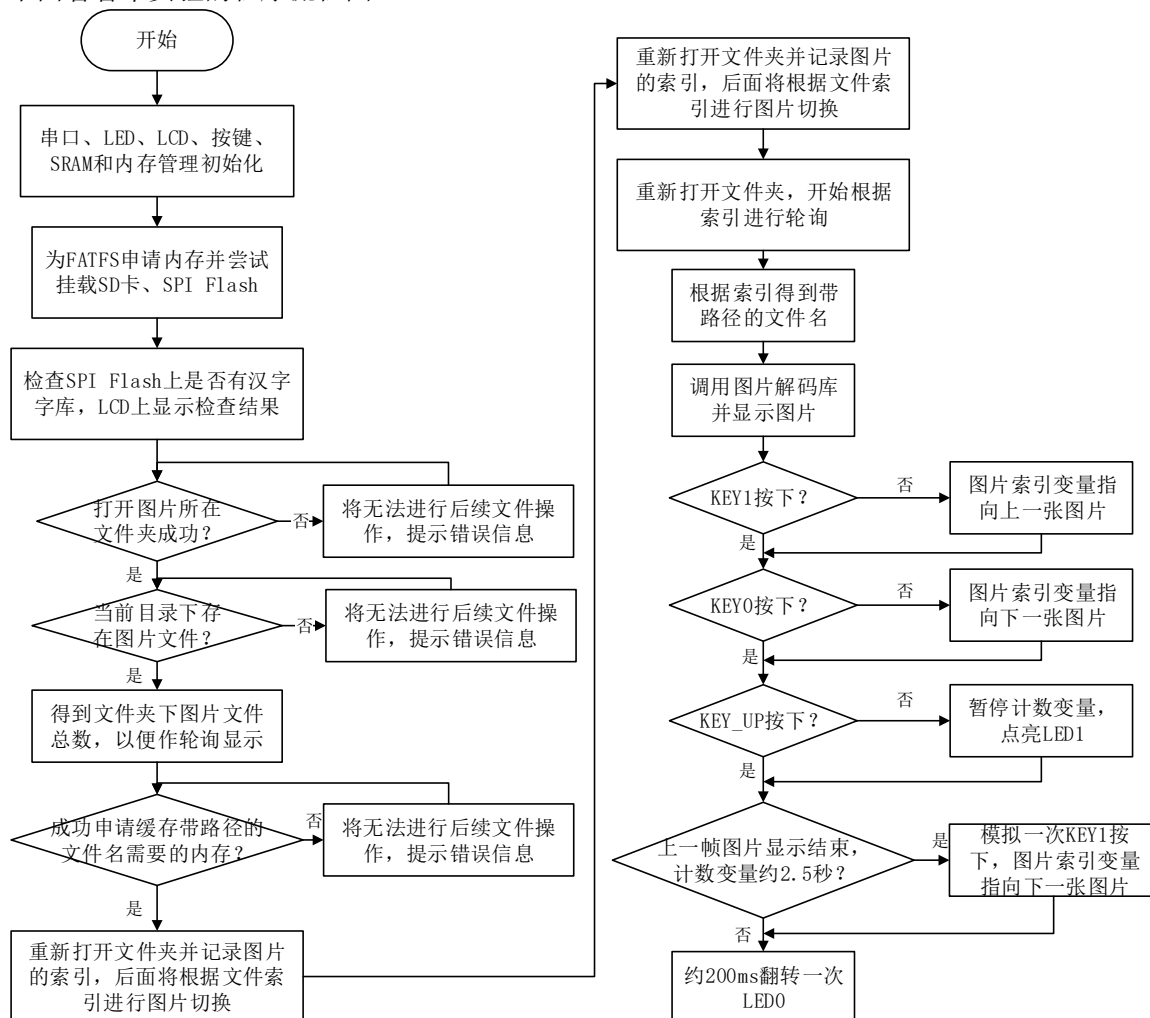 开始
串口、LED、LCD、按键、
SRAM和内存管理初始化
为FATFS申请内存并尝试
挂载SD卡、SPI Flash
检查SPI Flash上是否有汉字
字库，LCD上显示检查结果
打开图片所在
文件夹成功？
否
将无法进行后续文件操
作，提示错误信息
是
当前目录下存
在图片文件？
否
将无法进行后续文件操
作，提示错误信息
是
得到文件夹下图片文件
总数，以便作轮询显示
成功申请缓存带路径的
文件名需要的内存？
否
将无法进行后续文件操
作，提示错误信息
是
重新打开文件夹并记录图片
的索引，后面将根据文件索
引进行图片切换
重新打开文件夹并记录图片
的索引，后面将根据文件索
引进行图片切换
重新打开文件夹，开始根据
索引进行轮询
根据索引得到带
路径的文件名
调用图片解码库
并显示图片
KEY1按下？
否
图片索引变量指
向上一张图片
是
KEY0按下？
否
图片索引变量指
向下一张图片
是
KEY_UP按下？
否
暂停计数变量，
点亮LED1
是
上一帧图片显示结束，
计数变量约2.5秒？
是
模拟一次KEY1按
下，图片索引变量
指向下一张图片
否
约200ms翻转一次
LED0